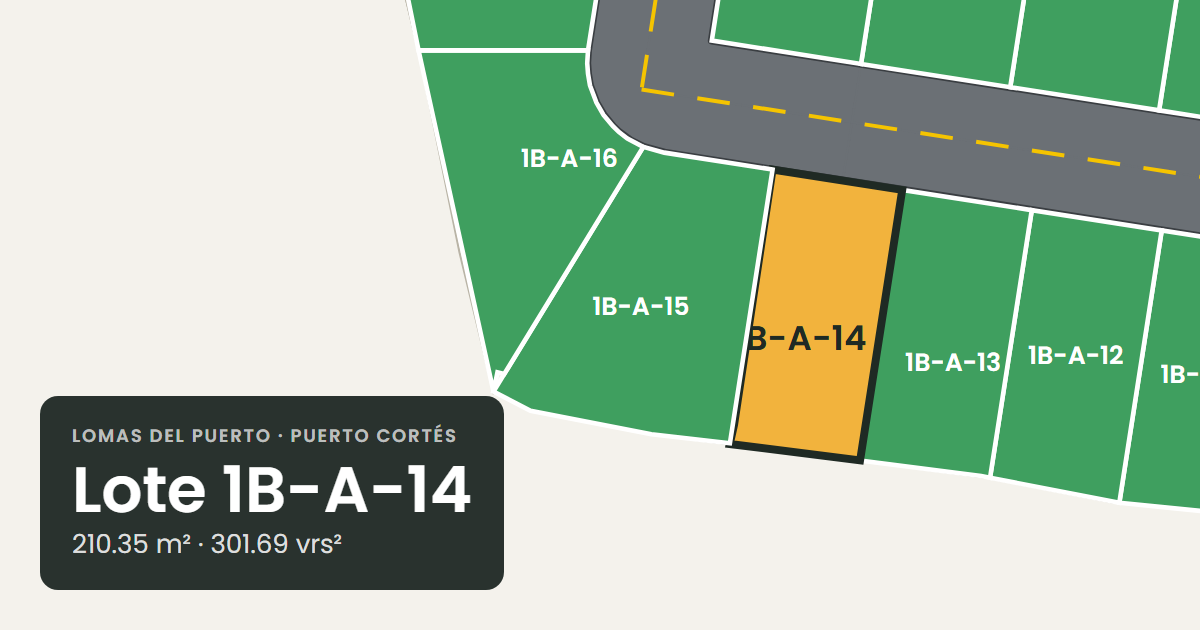 1B-A-16
1B-A-15
B-A-14
1B-A-13
1B-A-12
1B-
LOMAS DEL PUERTO · PUERTO CORTÉS
Lote 1B-A-14
210.35 m² · 301.69 vrs²